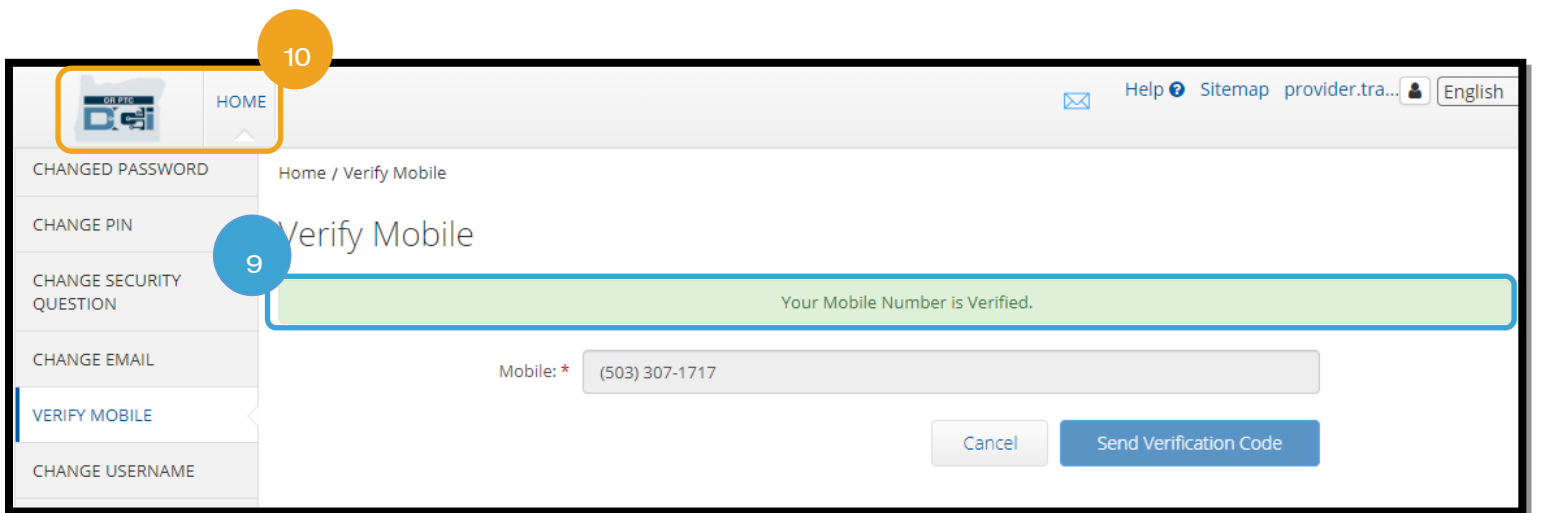 10
OR PTC
DCi
HOME
Help ? Sitemap provider.tra... English
CHANGED PASSWORD
CHANGE PIN
CHANGE SECURITY
QUESTION
CHANGE EMAIL
VERIFY MOBILE
CHANGE USERNAME
Home / Verify Mobile
Verify Mobile
9
Your Mobile Number is Verified.
Mobile: * (503) 307-1717
Cancel Send Verification Code